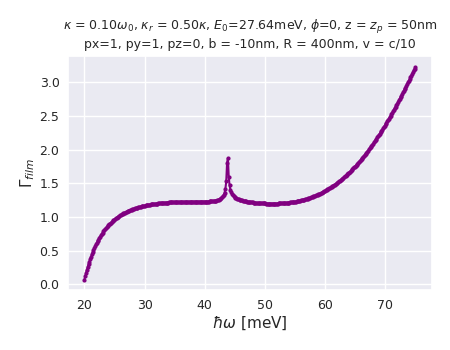 κ = 0.10ω₀, κᵣ = 0.50κ, E₀=27.64meV, ϕ=0, z = zₚ = 50nm
px=1, py=1, pz=0, b = -10nm, R = 400nm, v = c/10
Γ_film
3.0
2.5
2.0
1.5
1.0
0.5
0.0
20 30 40 50 60 70
ℏω [meV]